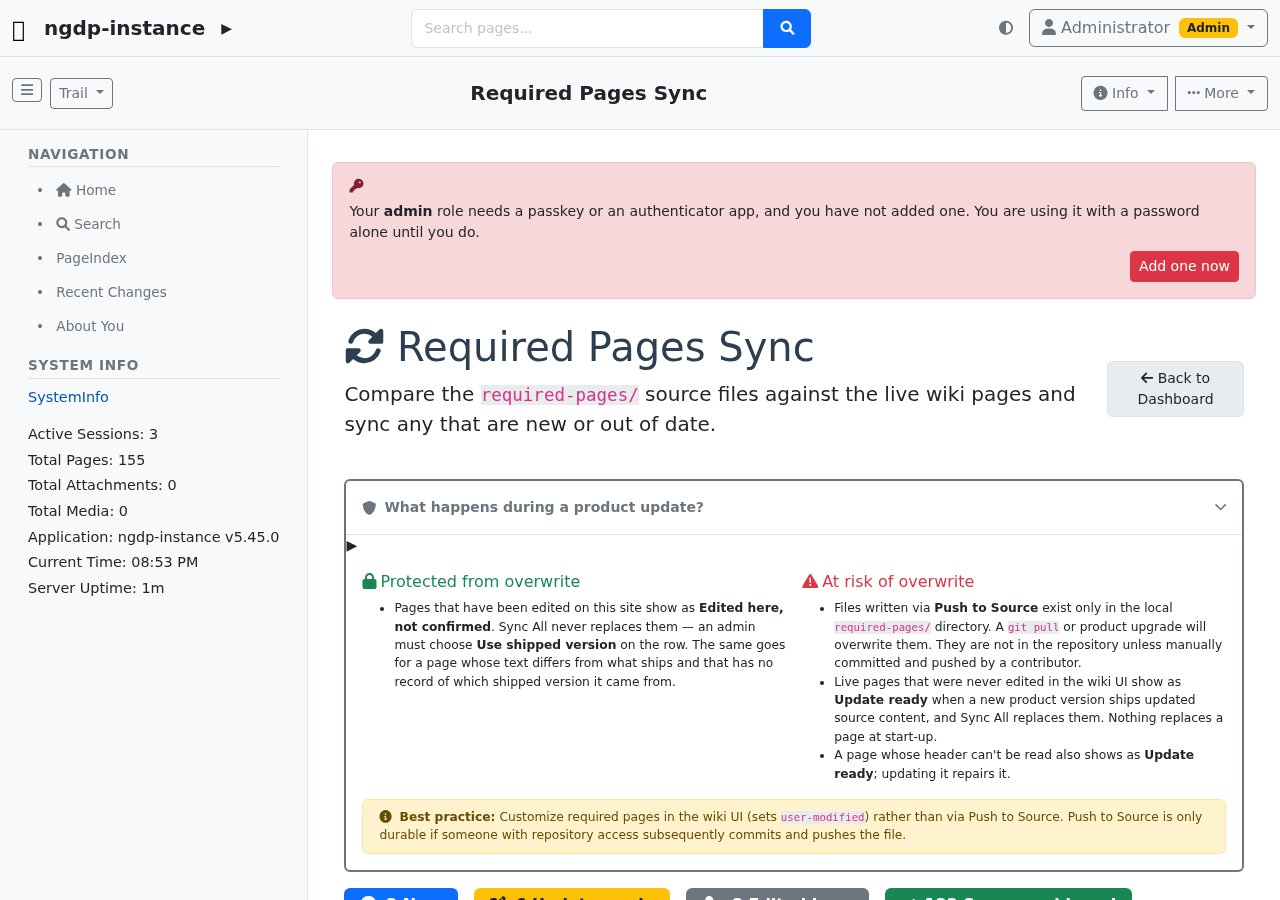 ngdp-instance ▶
Search pages...
Administrator Admin
Trail
Required Pages Sync
Info
More
NAVIGATION
• Home
• Search
• PageIndex
• Recent Changes
• About You
SYSTEM INFO
SystemInfo
Active Sessions: 3
Total Pages: 155
Total Attachments: 0
Total Media: 0
Application: ngdp-instance v5.45.0
Current Time: 08:53 PM
Server Uptime: 1m
Your admin role needs a passkey or an authenticator app, and you have not added one. You are using it with a password
alone until you do.
Add one now
Required Pages Sync
Compare the required-pages/ source files against the live wiki pages and
sync any that are new or out of date.
← Back to
Dashboard
What happens during a product update?
▶
Protected from overwrite
• Pages that have been edited on this site show as Edited here,
not confirmed. Sync All never replaces them — an admin
must choose Use shipped version on the row. The same goes
for a page whose text differs from what ships and that has no
record of which shipped version it came from.
At risk of overwrite
• Files written via Push to Source exist only in the local
required-pages/ directory. A git pull or product upgrade will
overwrite them. They are not in the repository unless manually
committed and pushed by a contributor.
• Live pages that were never edited in the wiki UI show as
Update ready when a new product version ships updated
source content, and Sync All replaces them. Nothing replaces a
page at start-up.
• A page whose header can't be read also shows as Update
ready; updating it repairs it.
Best practice: Customize required pages in the wiki UI (sets user-modified) rather than via Push to Source. Push to Source is only
durable if someone with repository access subsequently commits and pushes the file.